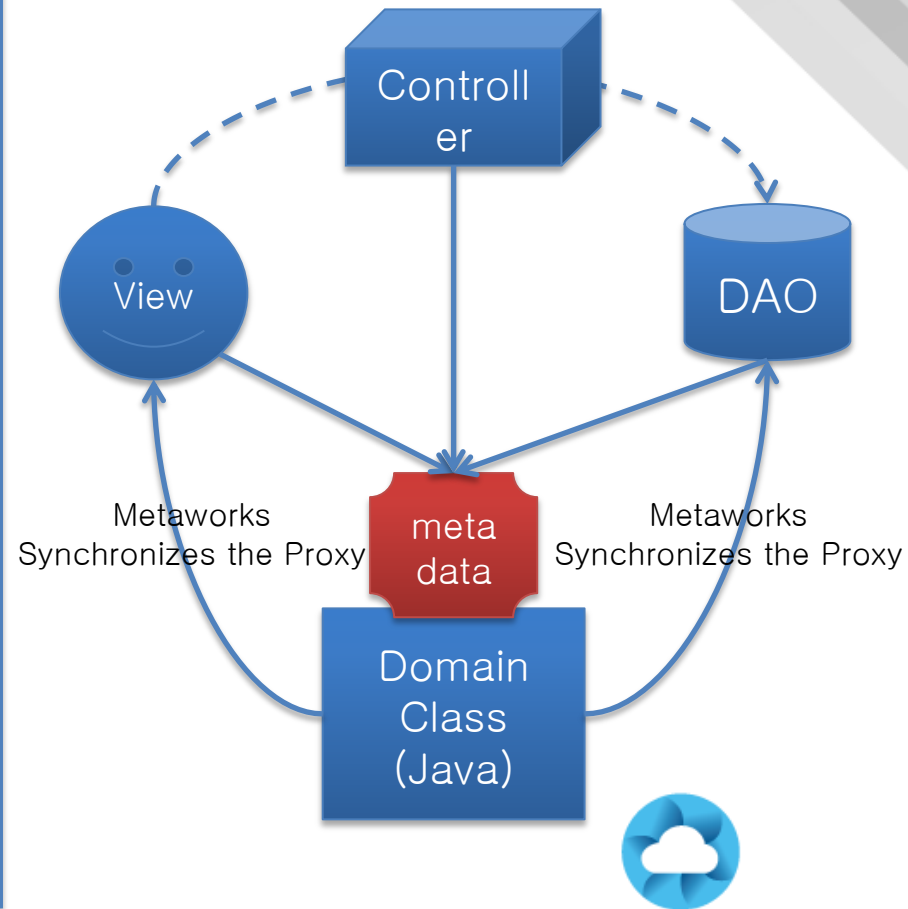 Controll
er
View
DAO
Metaworks
Synchronizes the Proxy
meta
data
Metaworks
Synchronizes the Proxy
Domain
Class
(Java)